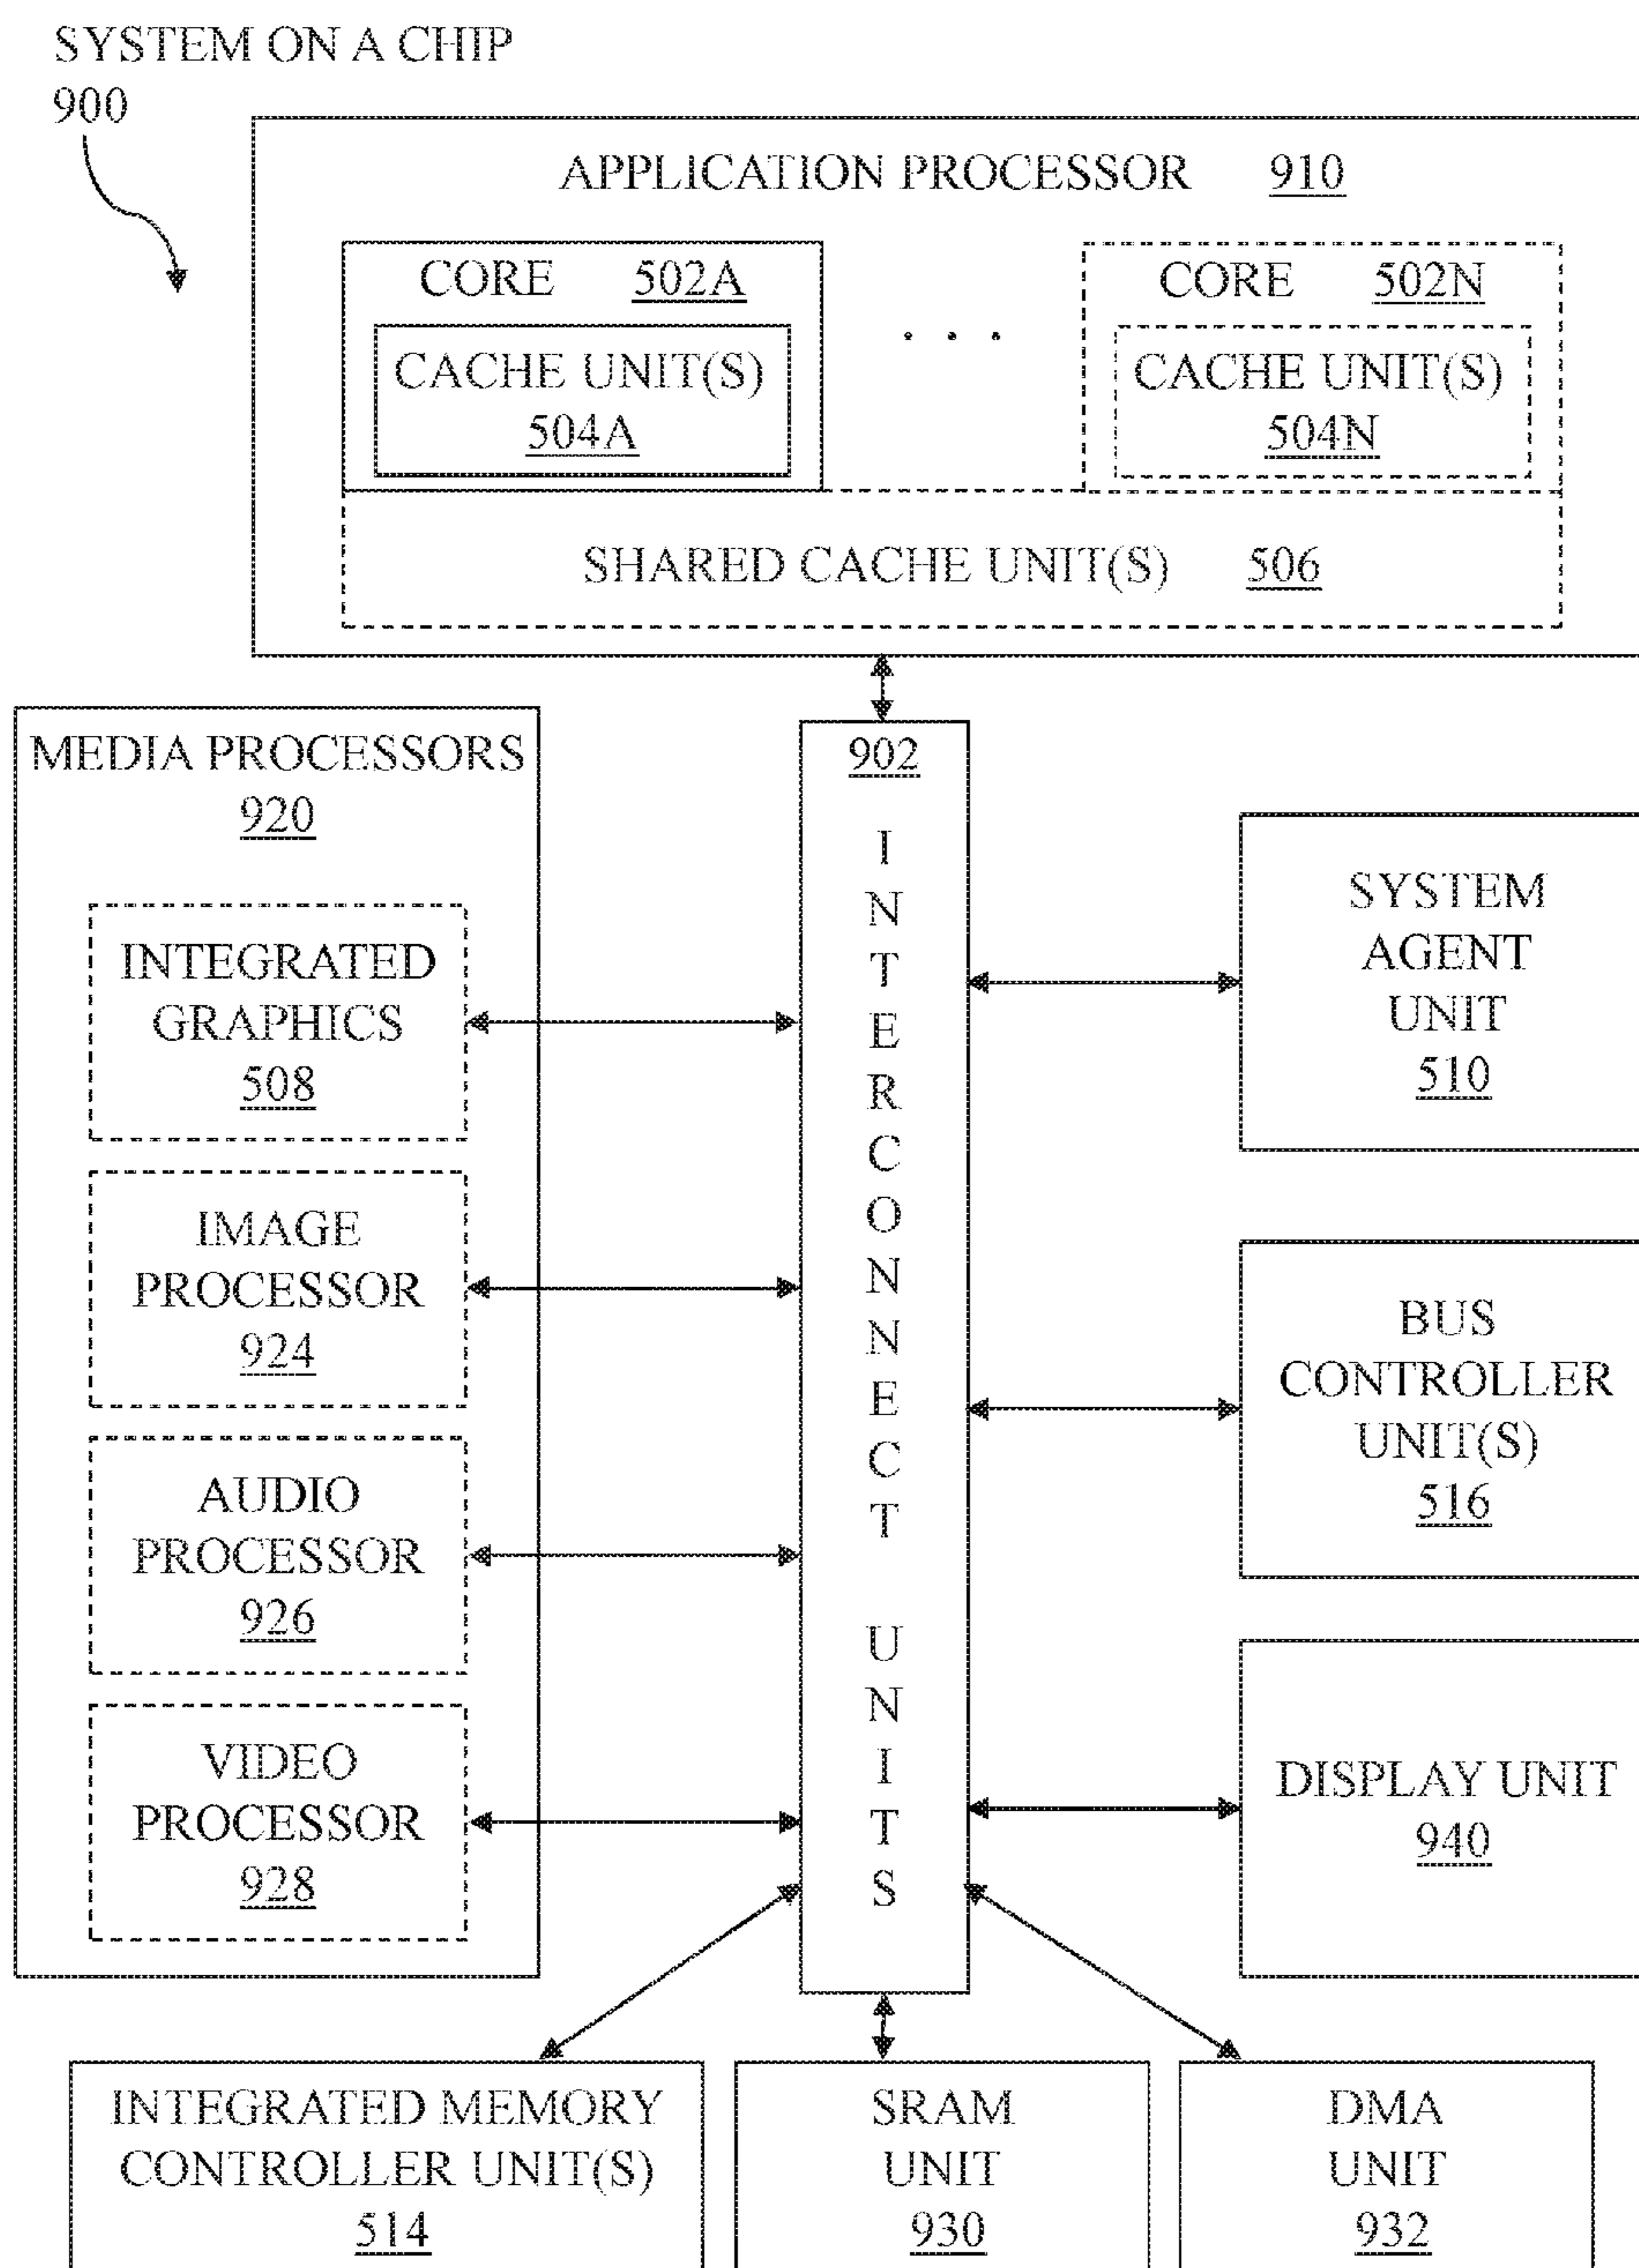 SYSTEM ON A CHIP
900
APPLICATION PROCESSOR 910
CORE 502A
CACHE UNIT(S)
504A
. . .
CORE 502N
CACHE UNIT(S)
504N
SHARED CACHE UNIT(S) 506
MEDIA PROCESSORS
920
INTEGRATED
GRAPHICS
508
IMAGE
PROCESSOR
924
AUDIO
PROCESSOR
926
VIDEO
PROCESSOR
928
902
INTERCONNECT UNITS
SYSTEM
AGENT
UNIT
510
BUS
CONTROLLER
UNIT(S)
516
DISPLAY UNIT
940
INTEGRATED MEMORY
CONTROLLER UNIT(S)
514
SRAM
UNIT
930
DMA
UNIT
932